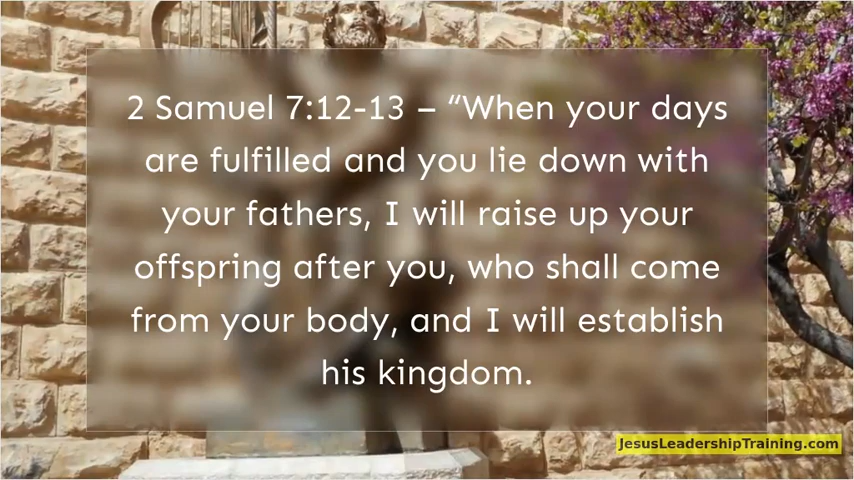 2 Samuel 7:12-13 – “When your days
are fulfilled and you lie down with
your fathers, I will raise up your
offspring after you, who shall come
from your body, and I will establish
his kingdom.
JesusLeadershipTraining.com